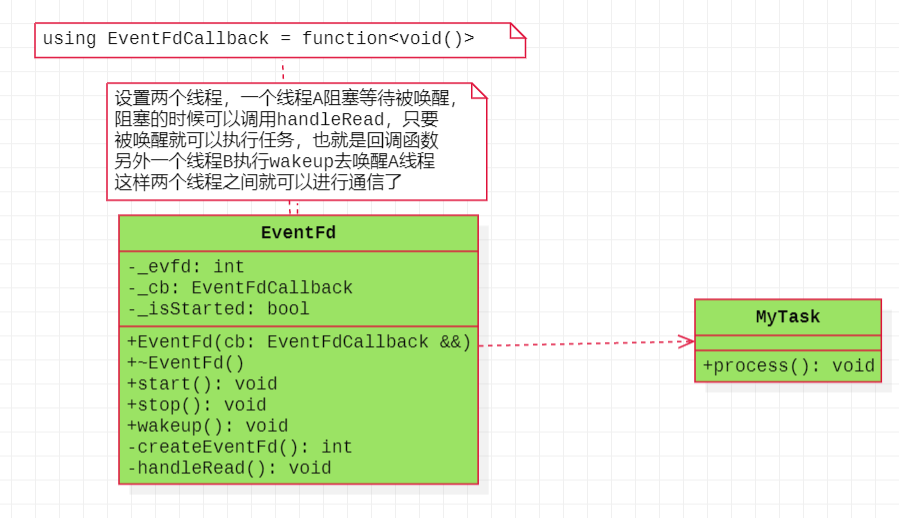 using EventFdCallback = function<void()>
设置两个线程，一个线程A阻塞等待被唤醒，
阻塞的时候可以调用handleRead，只要
被唤醒就可以执行任务，也就是回调函数
另外一个线程B执行wakeup去唤醒A线程
这样两个线程之间就可以进行通信了
EventFd
-_evfd: int
-_cb: EventFdCallback
-_isStarted: bool
+EventFd(cb: EventFdCallback &&)
+~EventFd()
+start(): void
+stop(): void
+wakeup(): void
-createEventFd(): int
-handleRead(): void
MyTask
+process(): void